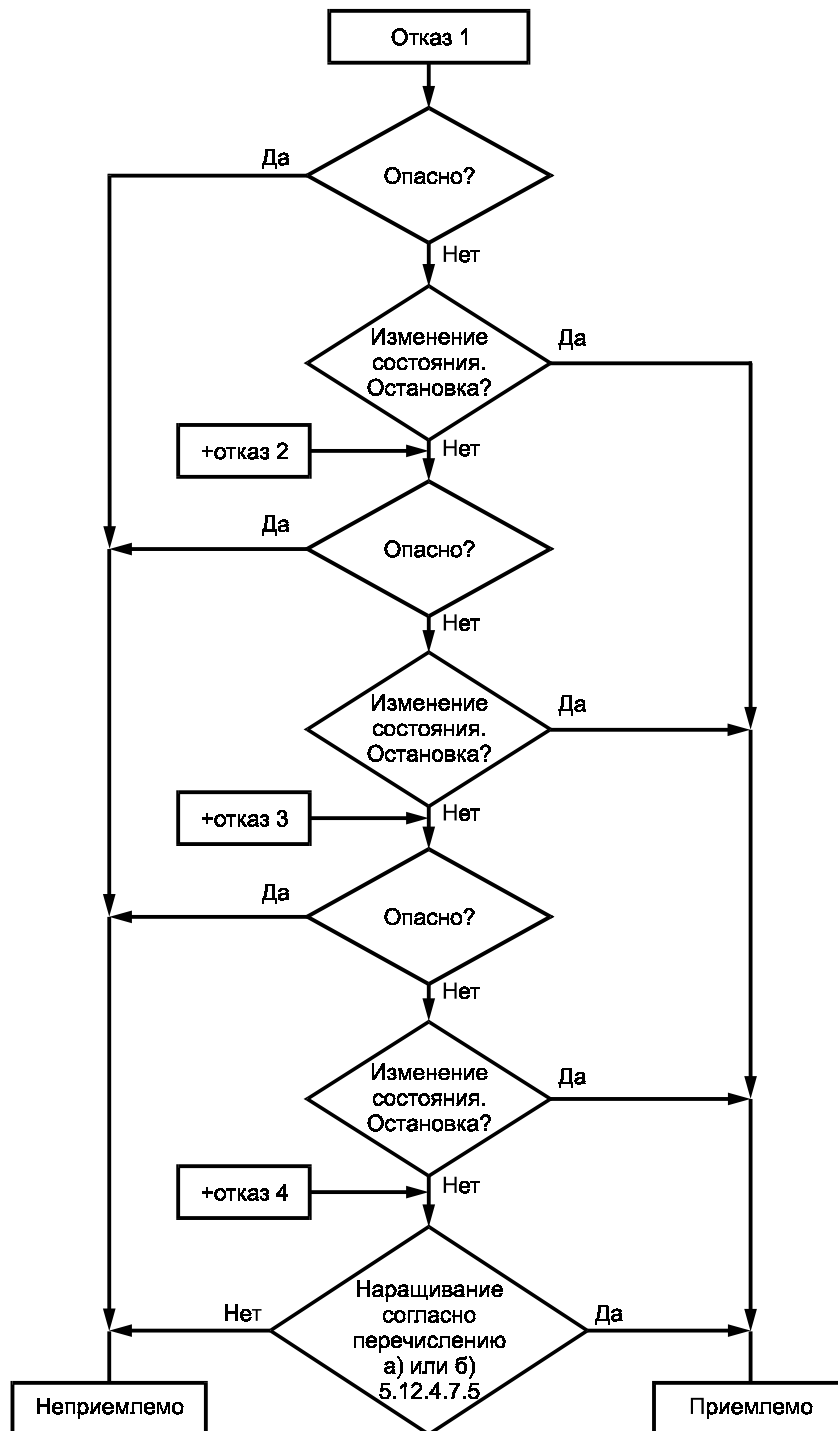 Отказ 1
Да
Опасно?
Нет
Изменение
состояния.
Остановка?
Да
+отказ 2
Нет
Да
Опасно?
Нет
Изменение
состояния.
Остановка?
Да
+отказ 3
Нет
Да
Опасно?
Нет
Изменение
состояния.
Остановка?
Да
+отказ 4
Нет
Нет
Наращивание
согласно
перечислению
а) или б)
5.12.4.7.5
Да
Неприемлемо
Приемлемо